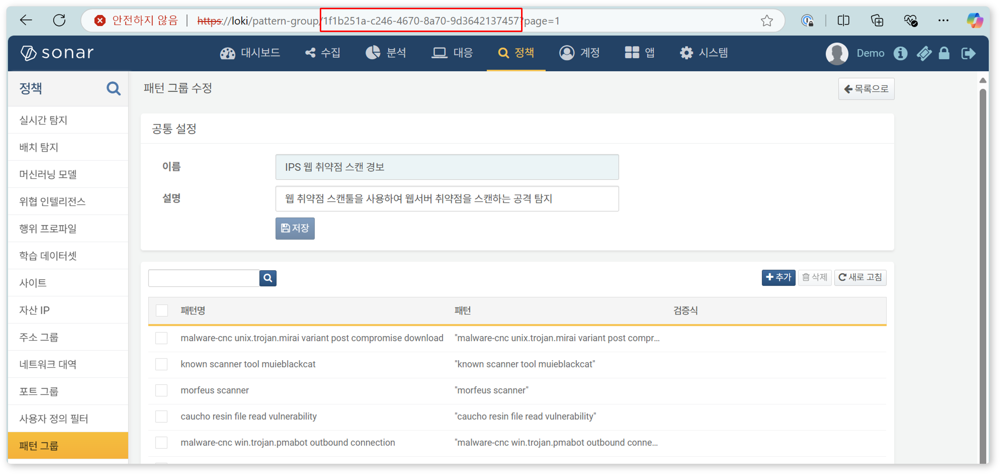 안전하지 않음 | https://loki/pattern-group/1f1b251a-c246-4670-8a70-9d3642137457?page=1
sonar 대시보드 수집 분석 대응 정책 계정 앱 시스템 Demo
정책
패턴 그룹 수정
목록으로
실시간 탐지
배치 탐지
머신러닝 모델
위협 인텔리전스
행위 프로파일
학습 데이터셋
사이트
자산 IP
주소 그룹
네트워크 대역
포트 그룹
사용자 정의 필터
패턴 그룹
공통 설정
이름 IPS 웹 취약점 스캔 경보
설명 웹 취약점 스캔툴을 사용하여 웹서버 취약점을 스캔하는 공격 탐지
저장
추가 삭제 새로 고침
패턴명 패턴 검증식
malware-cnc unix.trojan.mirai variant post compromise download "malware-cnc unix.trojan.mirai variant post compr...
known scanner tool muieblackcat "known scanner tool muieblackcat"
morfeus scanner "morfeus scanner"
caucho resin file read vulnerability "caucho resin file read vulnerability"
malware-cnc win.trojan.pmabot outbound connection "malware-cnc win.trojan.pmabot outbound conne...